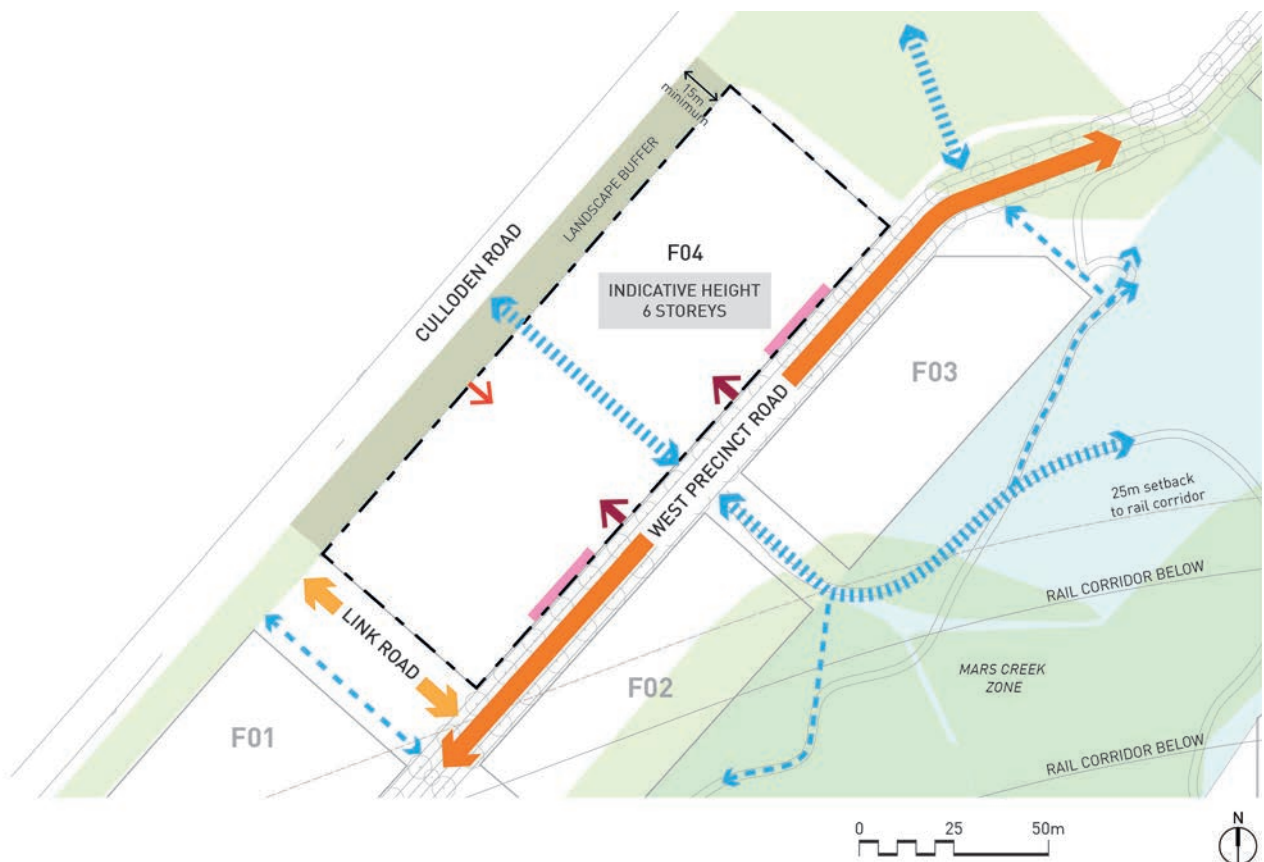 15m
minimum
LANDSCAPE BUFFER
CULLODEN ROAD
F04
INDICATIVE HEIGHT
6 STOREYS
F03
WEST PRECINCT ROAD
25m setback
to rail corridor
RAIL CORRIDOR BELOW
LINK ROAD
F02
MARS CREEK
ZONE
F01
RAIL CORRIDOR BELOW
0 25 50m
N